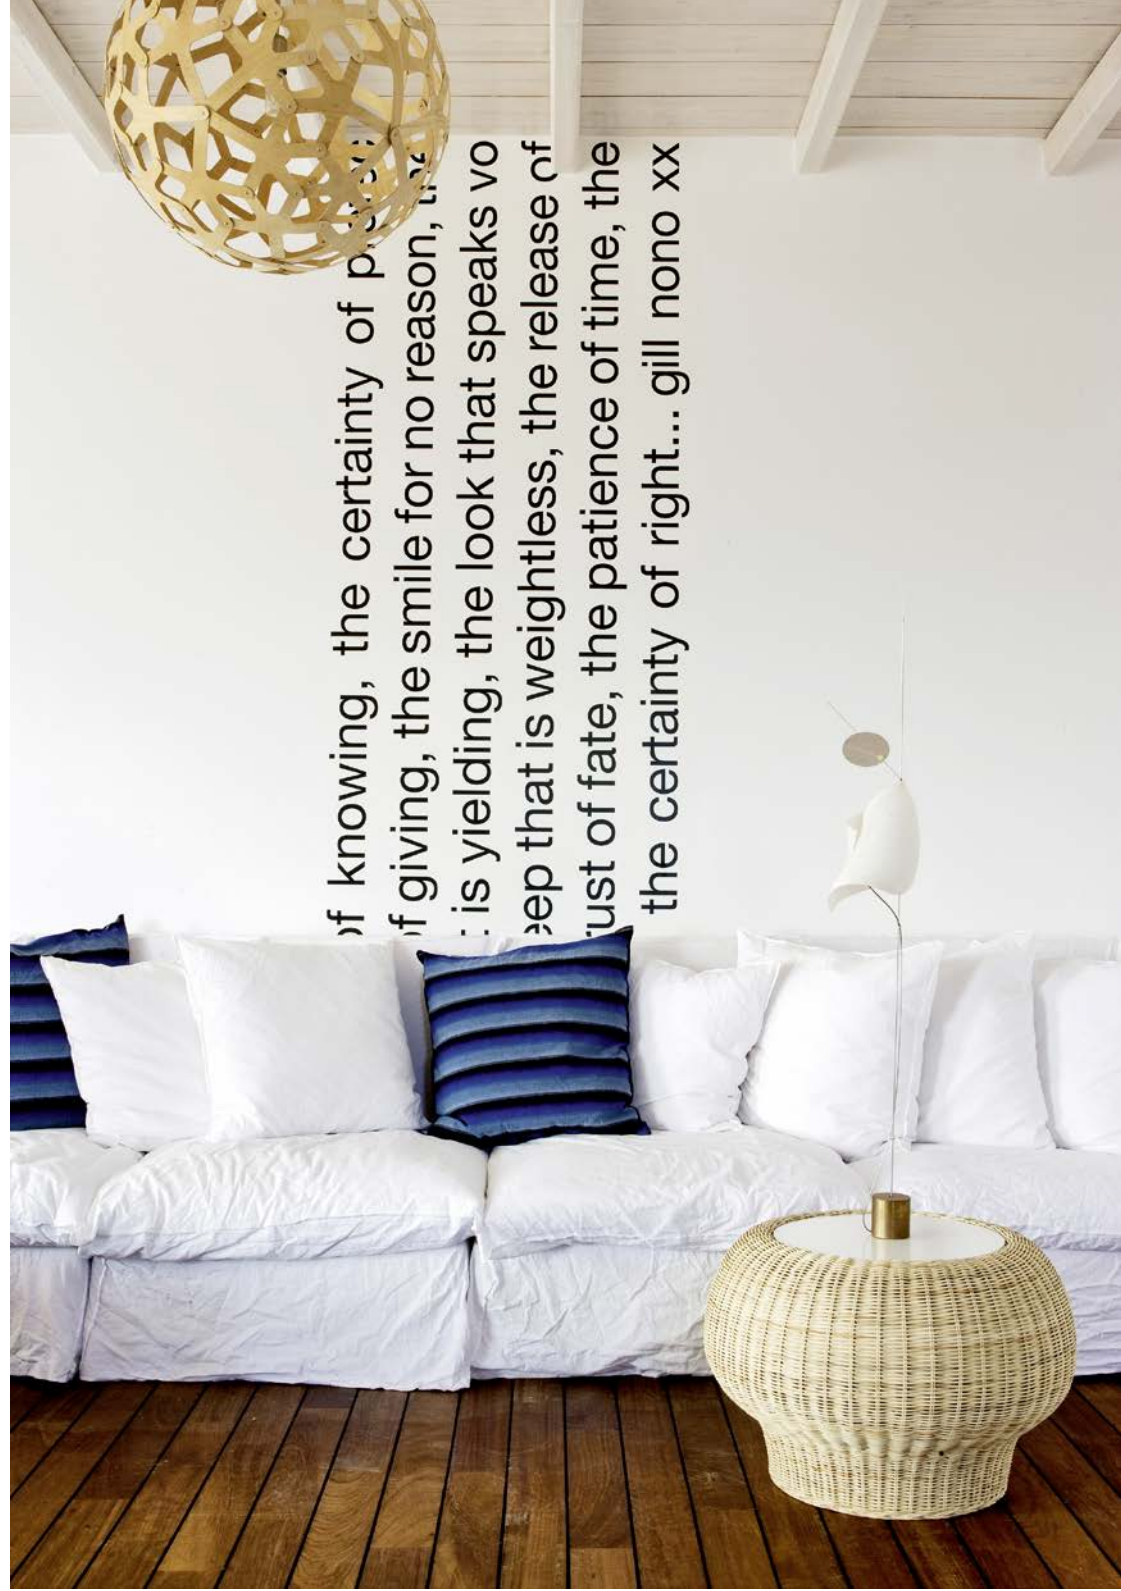 of knowing, the certainty of
of giving, the smile for no reason,
is yielding, the look that speaks vo
eep that is weightless, the release of
rust of fate, the patience of time, the
the certainty of right... gill nono xx